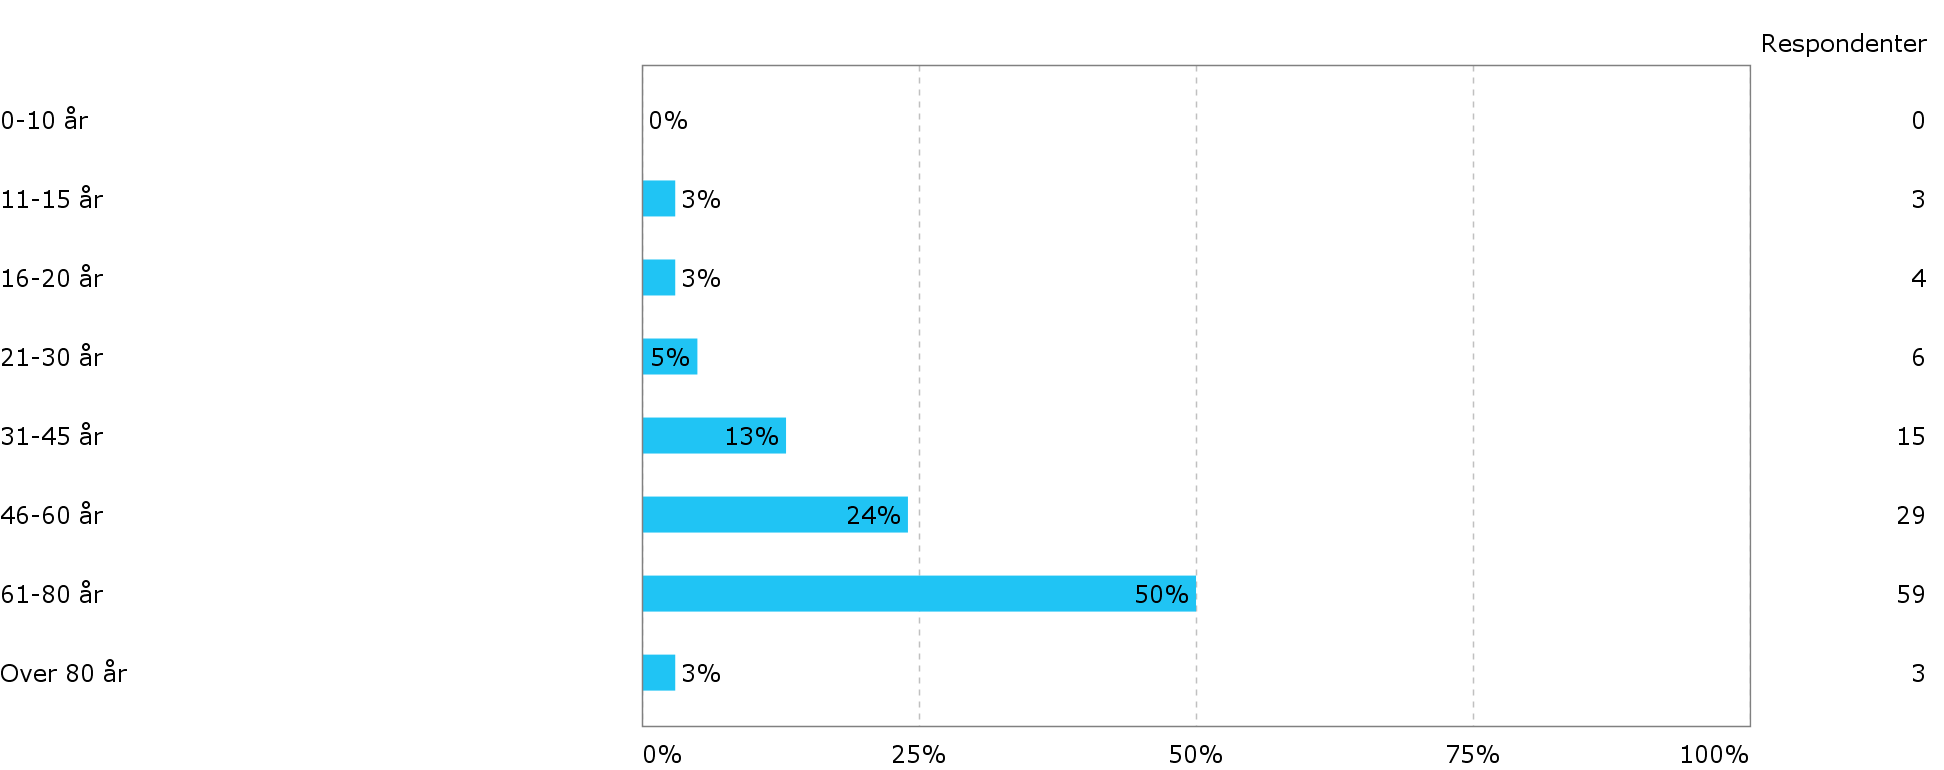 Respondenter
0-10 år 0% 0
11-15 år 3% 3
16-20 år 3% 4
21-30 år 5% 6
31-45 år 13% 15
46-60 år 24% 29
61-80 år 50% 59
Over 80 år 3% 3
0% 25% 50% 75% 100%